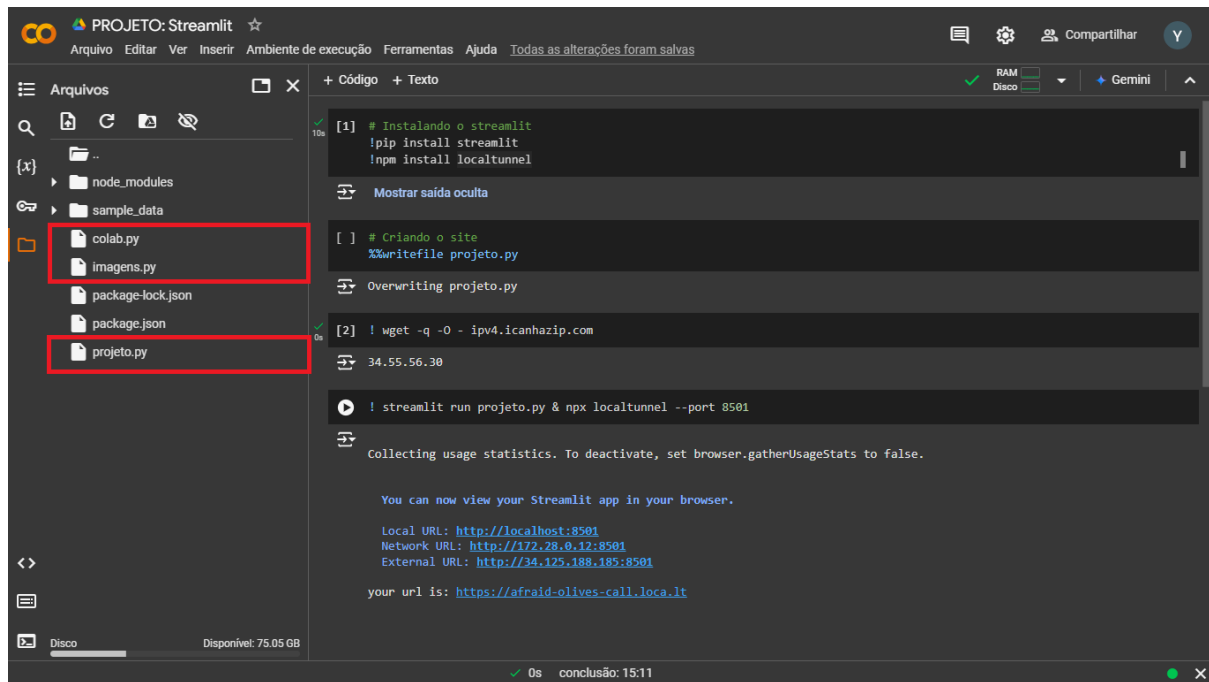 CO
PROJETO: Streamlit
Arquivo Editar Ver Inserir Ambiente de execução Ferramentas Ajuda Todas as alterações foram salvas
Compartilhar
Y
Arquivos
+ Código + Texto
RAM
Disco
Gemini
{x}
..
node_modules
sample_data
colab.py
imagens.py
package-lock.json
package.json
projeto.py
Disco Disponível: 75.05 GB
10s
[1] # Instalando o streamlit
!pip install streamlit
!npm install localtunnel
Mostrar saída oculta
[ ] # Criando o site
%%writefile projeto.py
Overwriting projeto.py
0s
[2] ! wget -q -O - ipv4.icanhazip.com
34.55.56.30
! streamlit run projeto.py & npx localtunnel --port 8501
Collecting usage statistics. To deactivate, set browser.gatherUsageStats to false.
You can now view your Streamlit app in your browser.
Local URL: http://localhost:8501
Network URL: http://172.28.0.12:8501
External URL: http://34.125.188.185:8501
your url is: https://afraid-olives-call.loca.lt
0s conclusão: 15:11